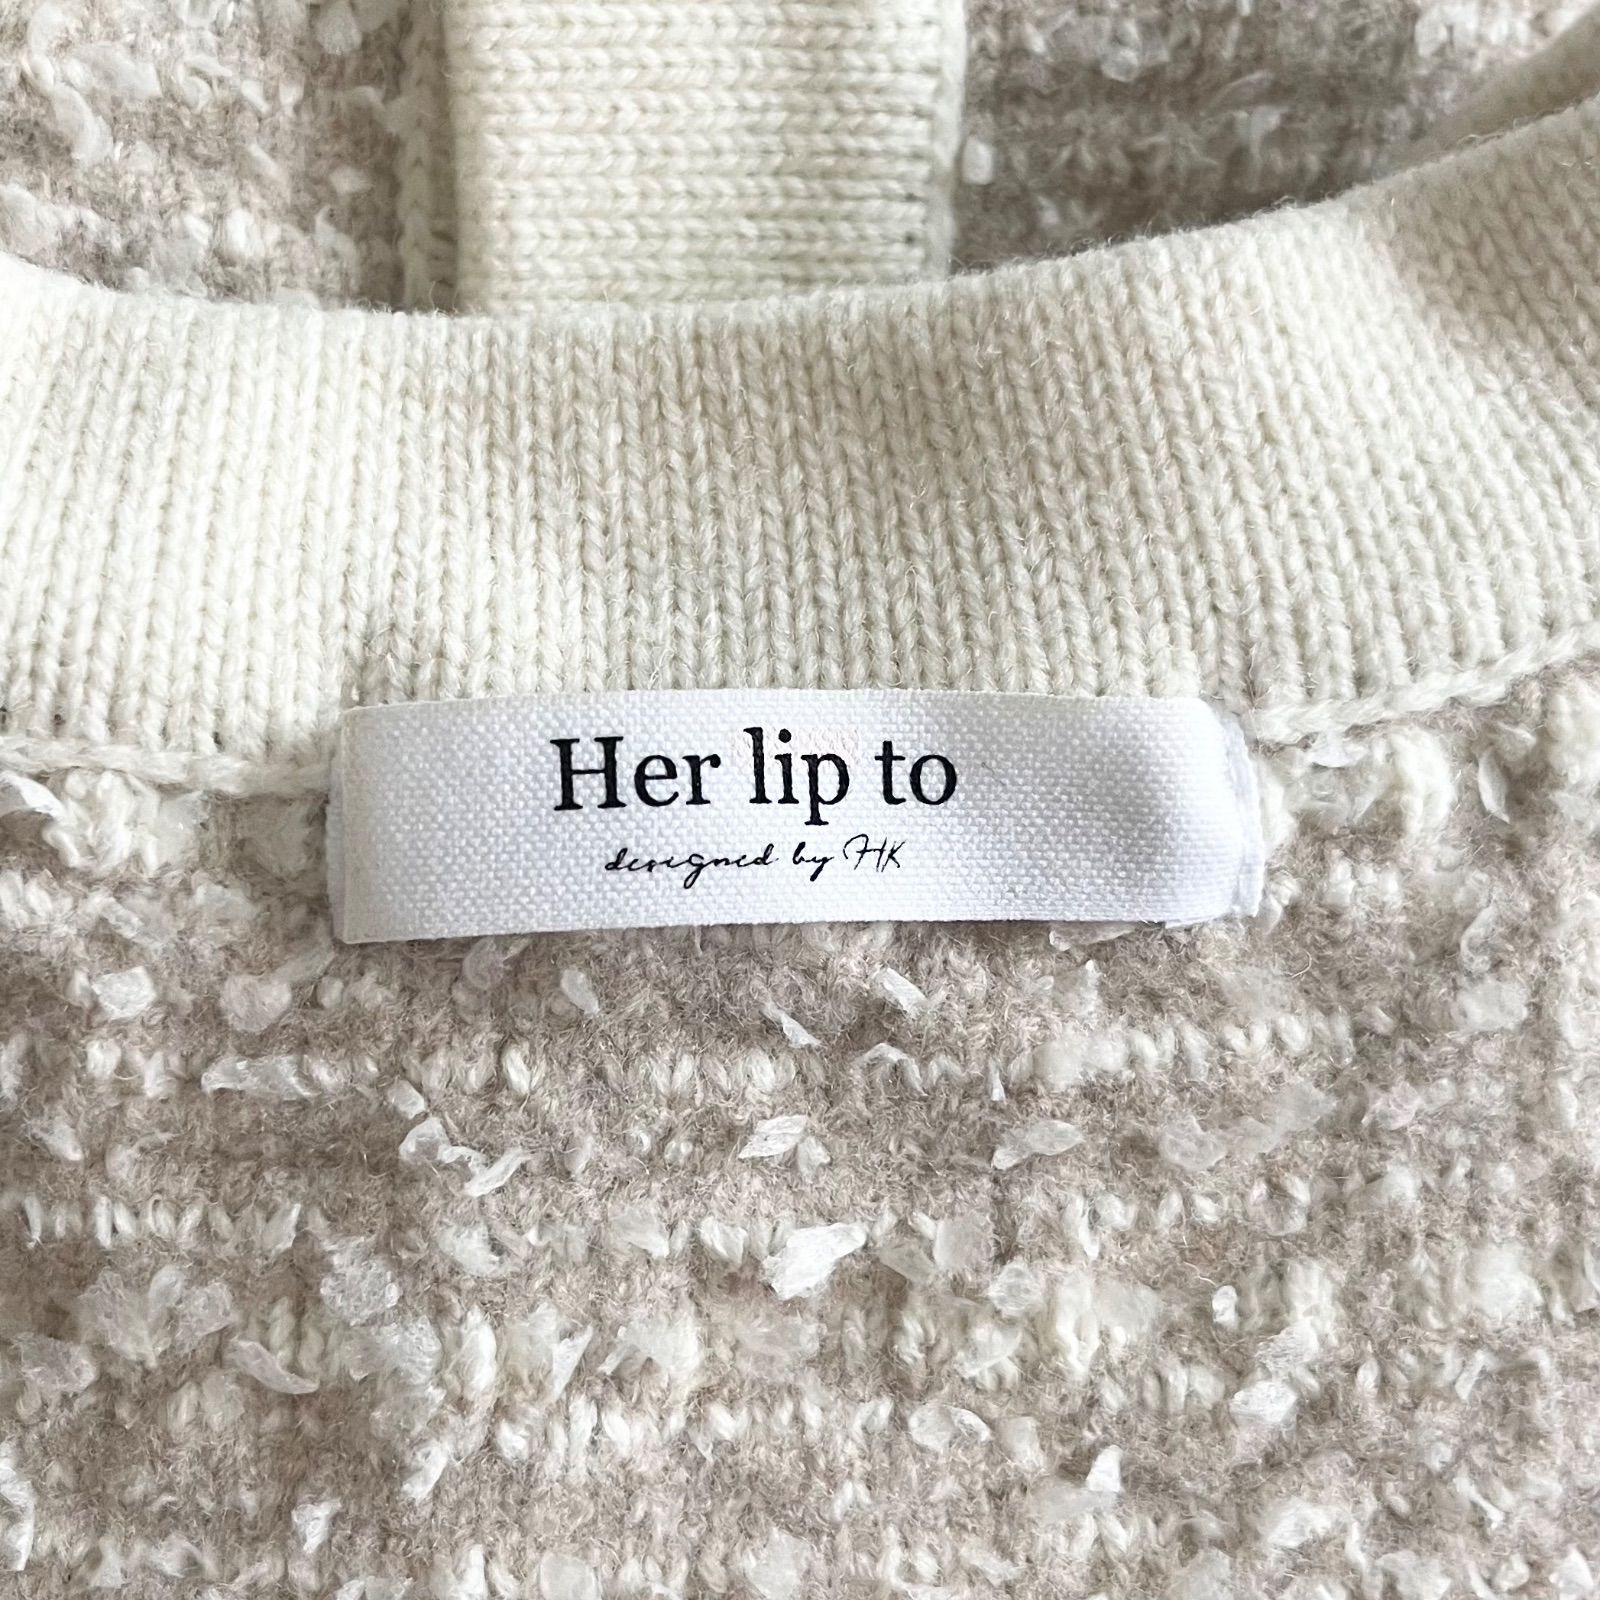 Her lip to
designed by HK